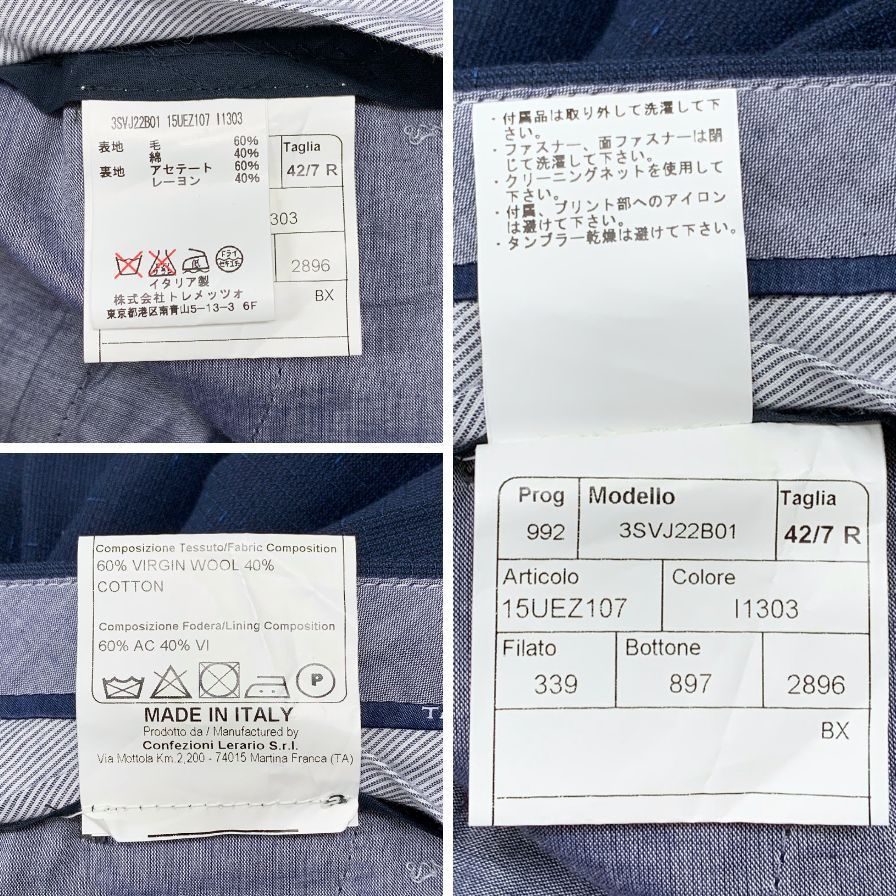 3SVJ22B01 15UEZ107 I1303
表地 毛 60%
綿 40%
裏地 アセテート 60%
レーヨン 40%
ドライ
セキユ系
イタリア製
株式会社トレメッツォ
東京都港区南青山5-13-3 6F
Taglia
42/7 R
303
2896
BX
・付属品は取り外して洗濯して下
さい。
・ファスナー、面ファスナーは閉
じて洗濯して下さい。
・クリーニングネットを使用して
下さい。
・付属、プリント部へのアイロン
は避けて下さい。
・タンブラー乾燥は避けて下さい。
Composizione Tessuto/Fabric Composition
60% VIRGIN WOOL 40%
COTTON
Composizione Fodera/Lining Composition
60% AC 40% VI
P
MADE IN ITALY
Prodotto da / Manufactured by
Confezioni Lerario S.r.l.
Via Mottola Km.2,200 - 74015 Martina Franca (TA)
TA
Prog Modello Taglia
992 3SVJ22B01 42/7 R
Articolo Colore
15UEZ107 I1303
Filato Bottone
339 897 2896
BX